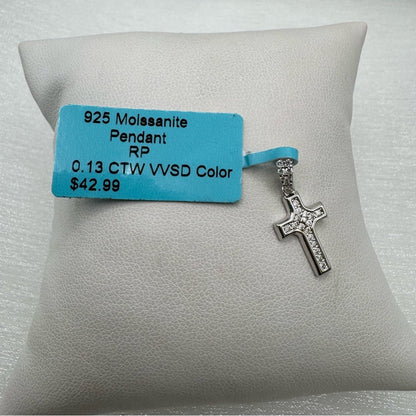 925 Moissanite
Pendant
RP
0.13 CTW VVSD Color
$42.99